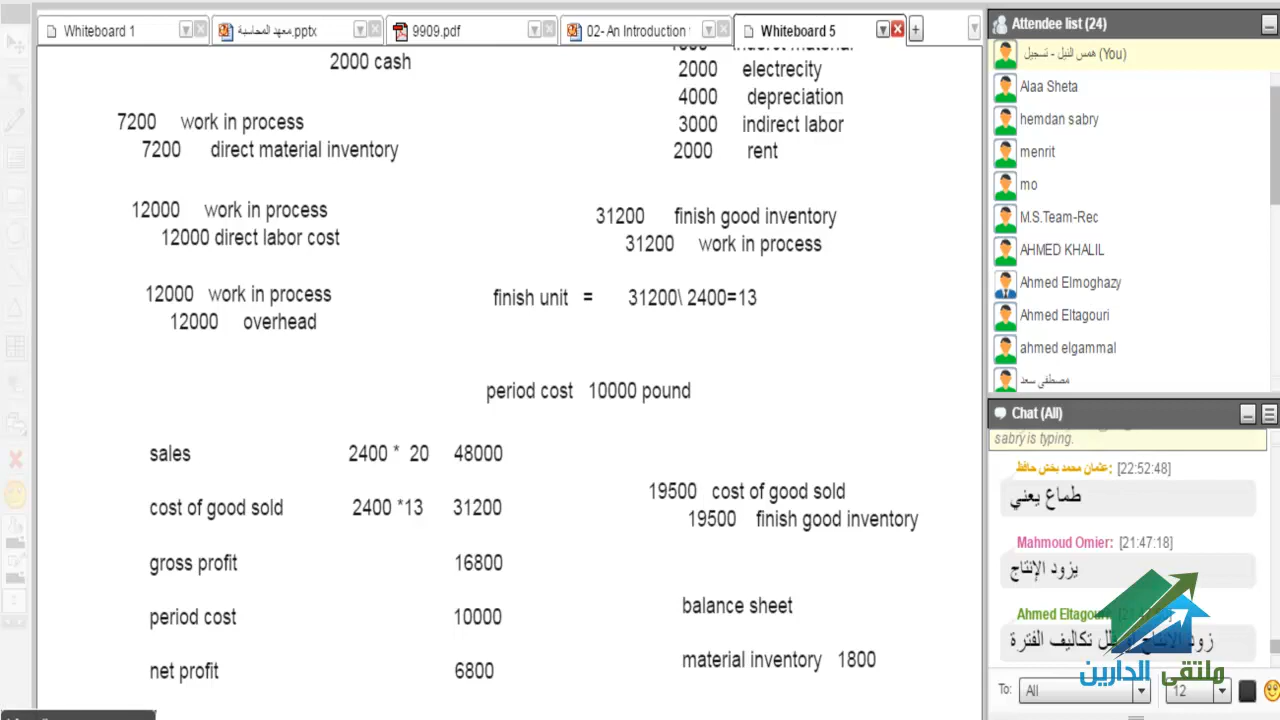 Whiteboard 1
معهد المحاسبة.pptx
9909.pdf
02- An Introduction
Whiteboard 5
2000 cash
7200 work in process
7200 direct material inventory
12000 work in process
12000 direct labor cost
12000 work in process
12000 overhead
2000 electrecity
4000 depreciation
3000 indirect labor
2000 rent
31200 finish good inventory
31200 work in process
finish unit = 31200\ 2400=13
period cost 10000 pound
sales 2400 * 20 48000
cost of good sold 2400 *13 31200
gross profit 16800
period cost 10000
net profit 6800
19500 cost of good sold
19500 finish good inventory
balance sheet
material inventory 1800
Attendee list (24)
همس النيل - تسجيل (You)
Alaa Sheta
hemdan sabry
menrit
mo
M.S.Team-Rec
AHMED KHALIL
Ahmed Elmoghazy
Ahmed Eltagouri
ahmed elgammal
مصطفى سعد
Chat (All)
sabry is typing.
عثمان محمد بخش حافظ: [22:52:48]
طماع يعني
Mahmoud Omier: [21:47:18]
يزود الإنتاج
Ahmed Eltagouri:
زود الانتاج او قلل تكاليف الفترة
ملتقى الدارين
To: All 12